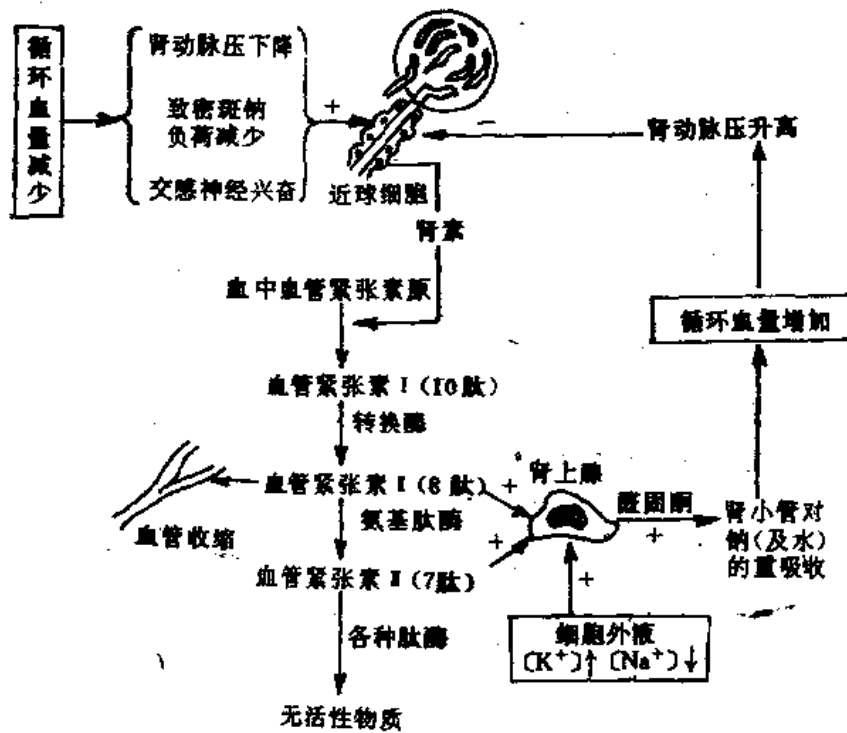 循环血量减少
肾动脉压下降
致密斑钠
负荷减少
交感神经兴奋
+
近球细胞
肾动脉压升高
肾素
血中血管紧张素原
循环血量增加
血管紧张素 I (10肽)
转换酶
血管紧张素 I (8肽)
+
肾上腺
醛固酮
+
肾小管对
钠(及水)
的重吸收
血管收缩
氨基肽酶
+
血管紧张素 II (7肽)
+
各种肽酶
细胞外液
〔K⁺〕↑〔Na⁺〕↓
无活性物质